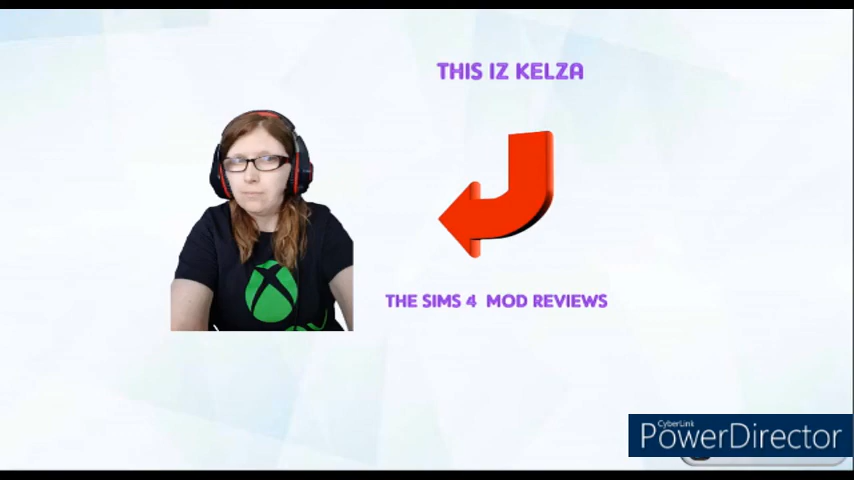 THIS IZ KELZA
THE SIMS 4 MOD REVIEWS
CyberLink
PowerDirector